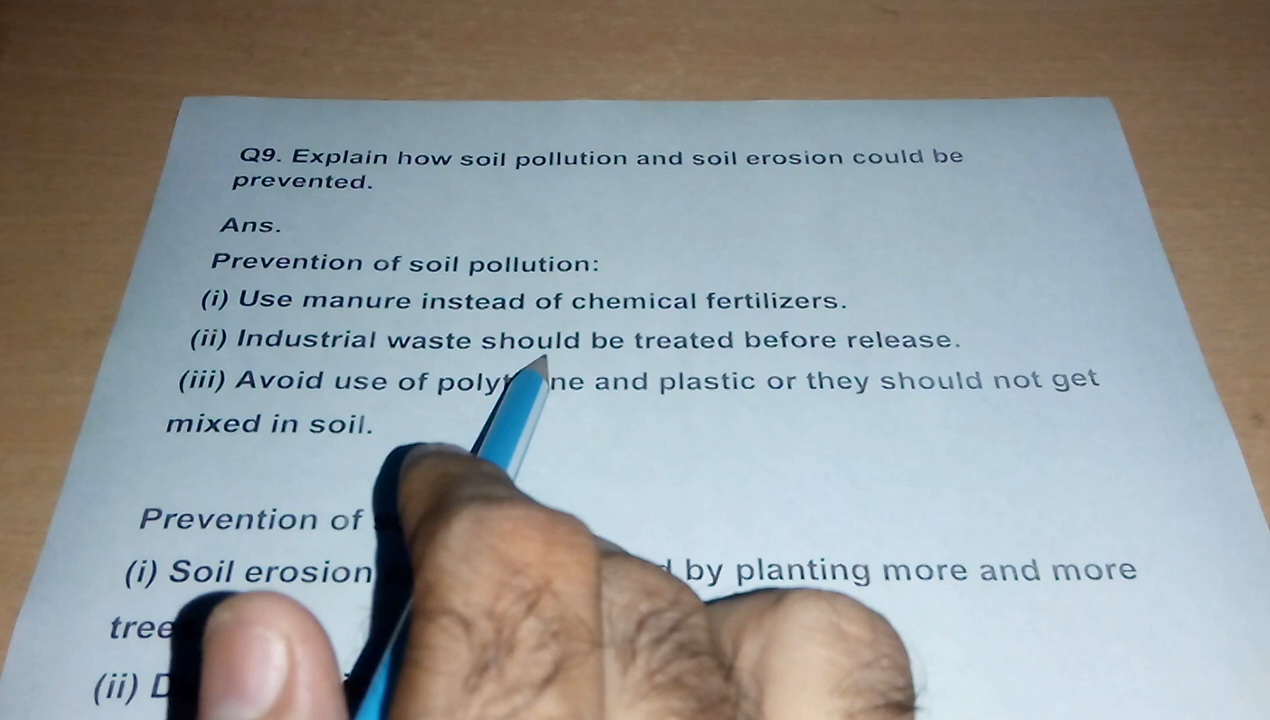 Q9. Explain how soil pollution and soil erosion could be
prevented.
Ans.
Prevention of soil pollution:
(i) Use manure instead of chemical fertilizers.
(ii) Industrial waste should be treated before release.
(iii) Avoid use of and plastic or they should not get
mixed in soil.
Prevention of
(i) Soil erosion by planting more and more
(ii)